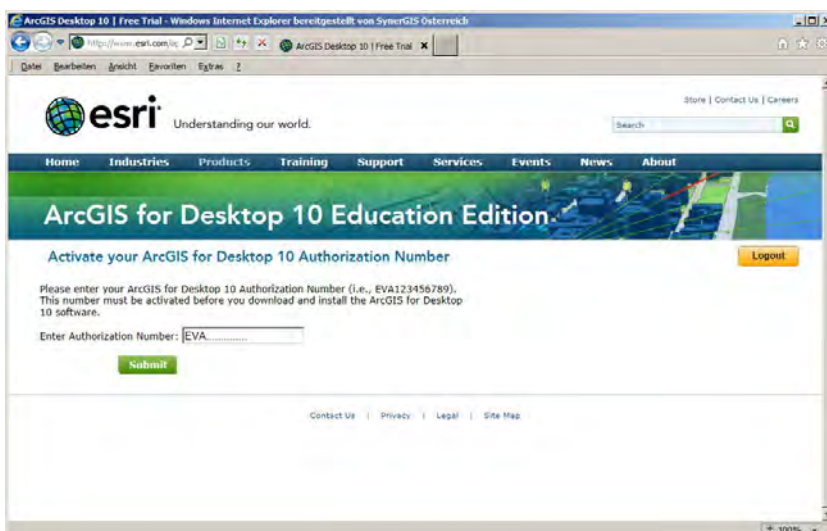 ArcGIS Desktop 10 | Free Trial - Windows Internet Explorer bereitgestellt von SynerGIS Österreich
ArcGIS Desktop 10 | Free Trial
Datei Bearbeiten Ansicht Favoriten Extras ?
Store | Contact Us | Careers
esri Understanding our world.
Search
Home Industries Products Training Support Services Events News About
ArcGIS for Desktop 10 Education Edition
Activate your ArcGIS for Desktop 10 Authorization Number
Logout
Please enter your ArcGIS for Desktop 10 Authorization Number (i.e., EVA123456789).
This number must be activated before you download and install the ArcGIS for Desktop
10 software.
Enter Authorization Number: EVA.............
Submit
Contact Us | Privacy | Legal | Site Map
100%